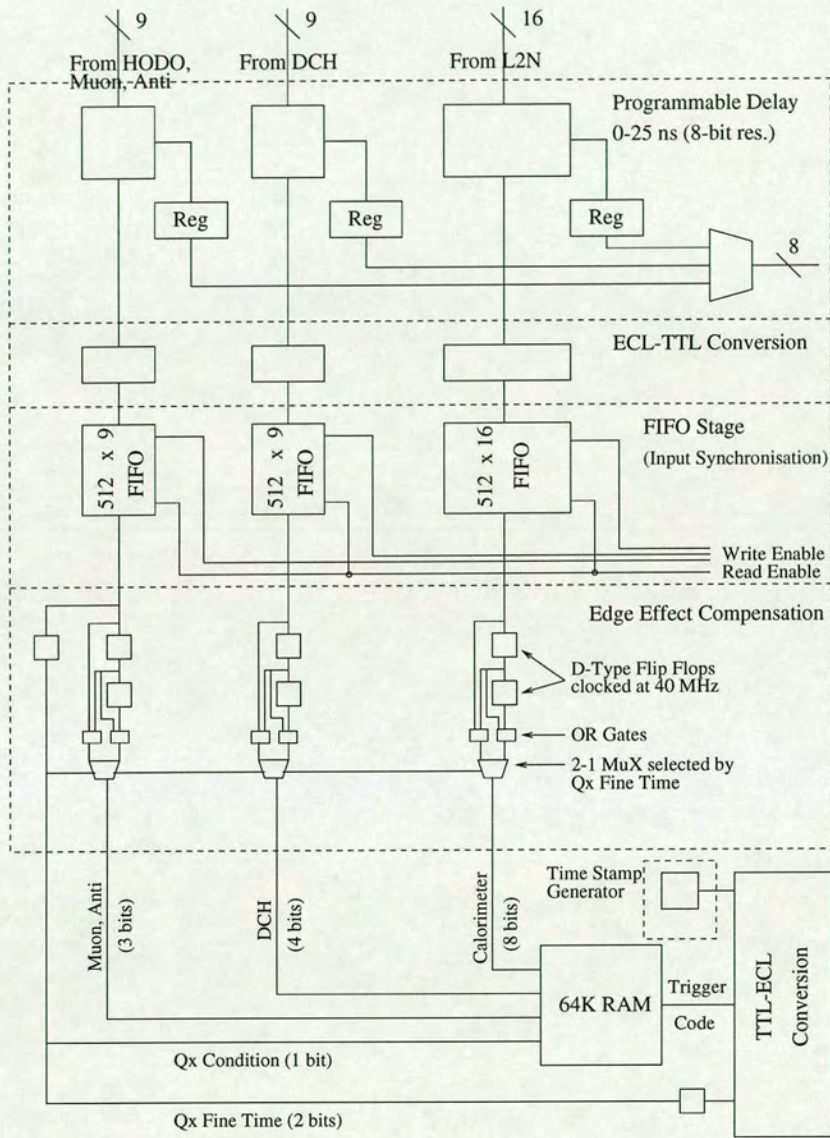 9
9
16
From HODO,
Muon, Anti
From DCH
From L2N
Programmable Delay
0-25 ns (8-bit res.)
Reg
Reg
Reg
8
ECL-TTL Conversion
512 x 9
FIFO
512 x 9
FIFO
512 x 16
FIFO
FIFO Stage
(Input Synchronisation)
Write Enable
Read Enable
Edge Effect Compensation
D-Type Flip Flops
clocked at 40 MHz
OR Gates
2-1 MuX selected by
Qx Fine Time
Muon, Anti
(3 bits)
DCH
(4 bits)
Calorimeter
(8 bits)
Time Stamp
Generator
64K RAM
Trigger
Code
TTL-ECL
Conversion
Qx Condition (1 bit)
Qx Fine Time (2 bits)